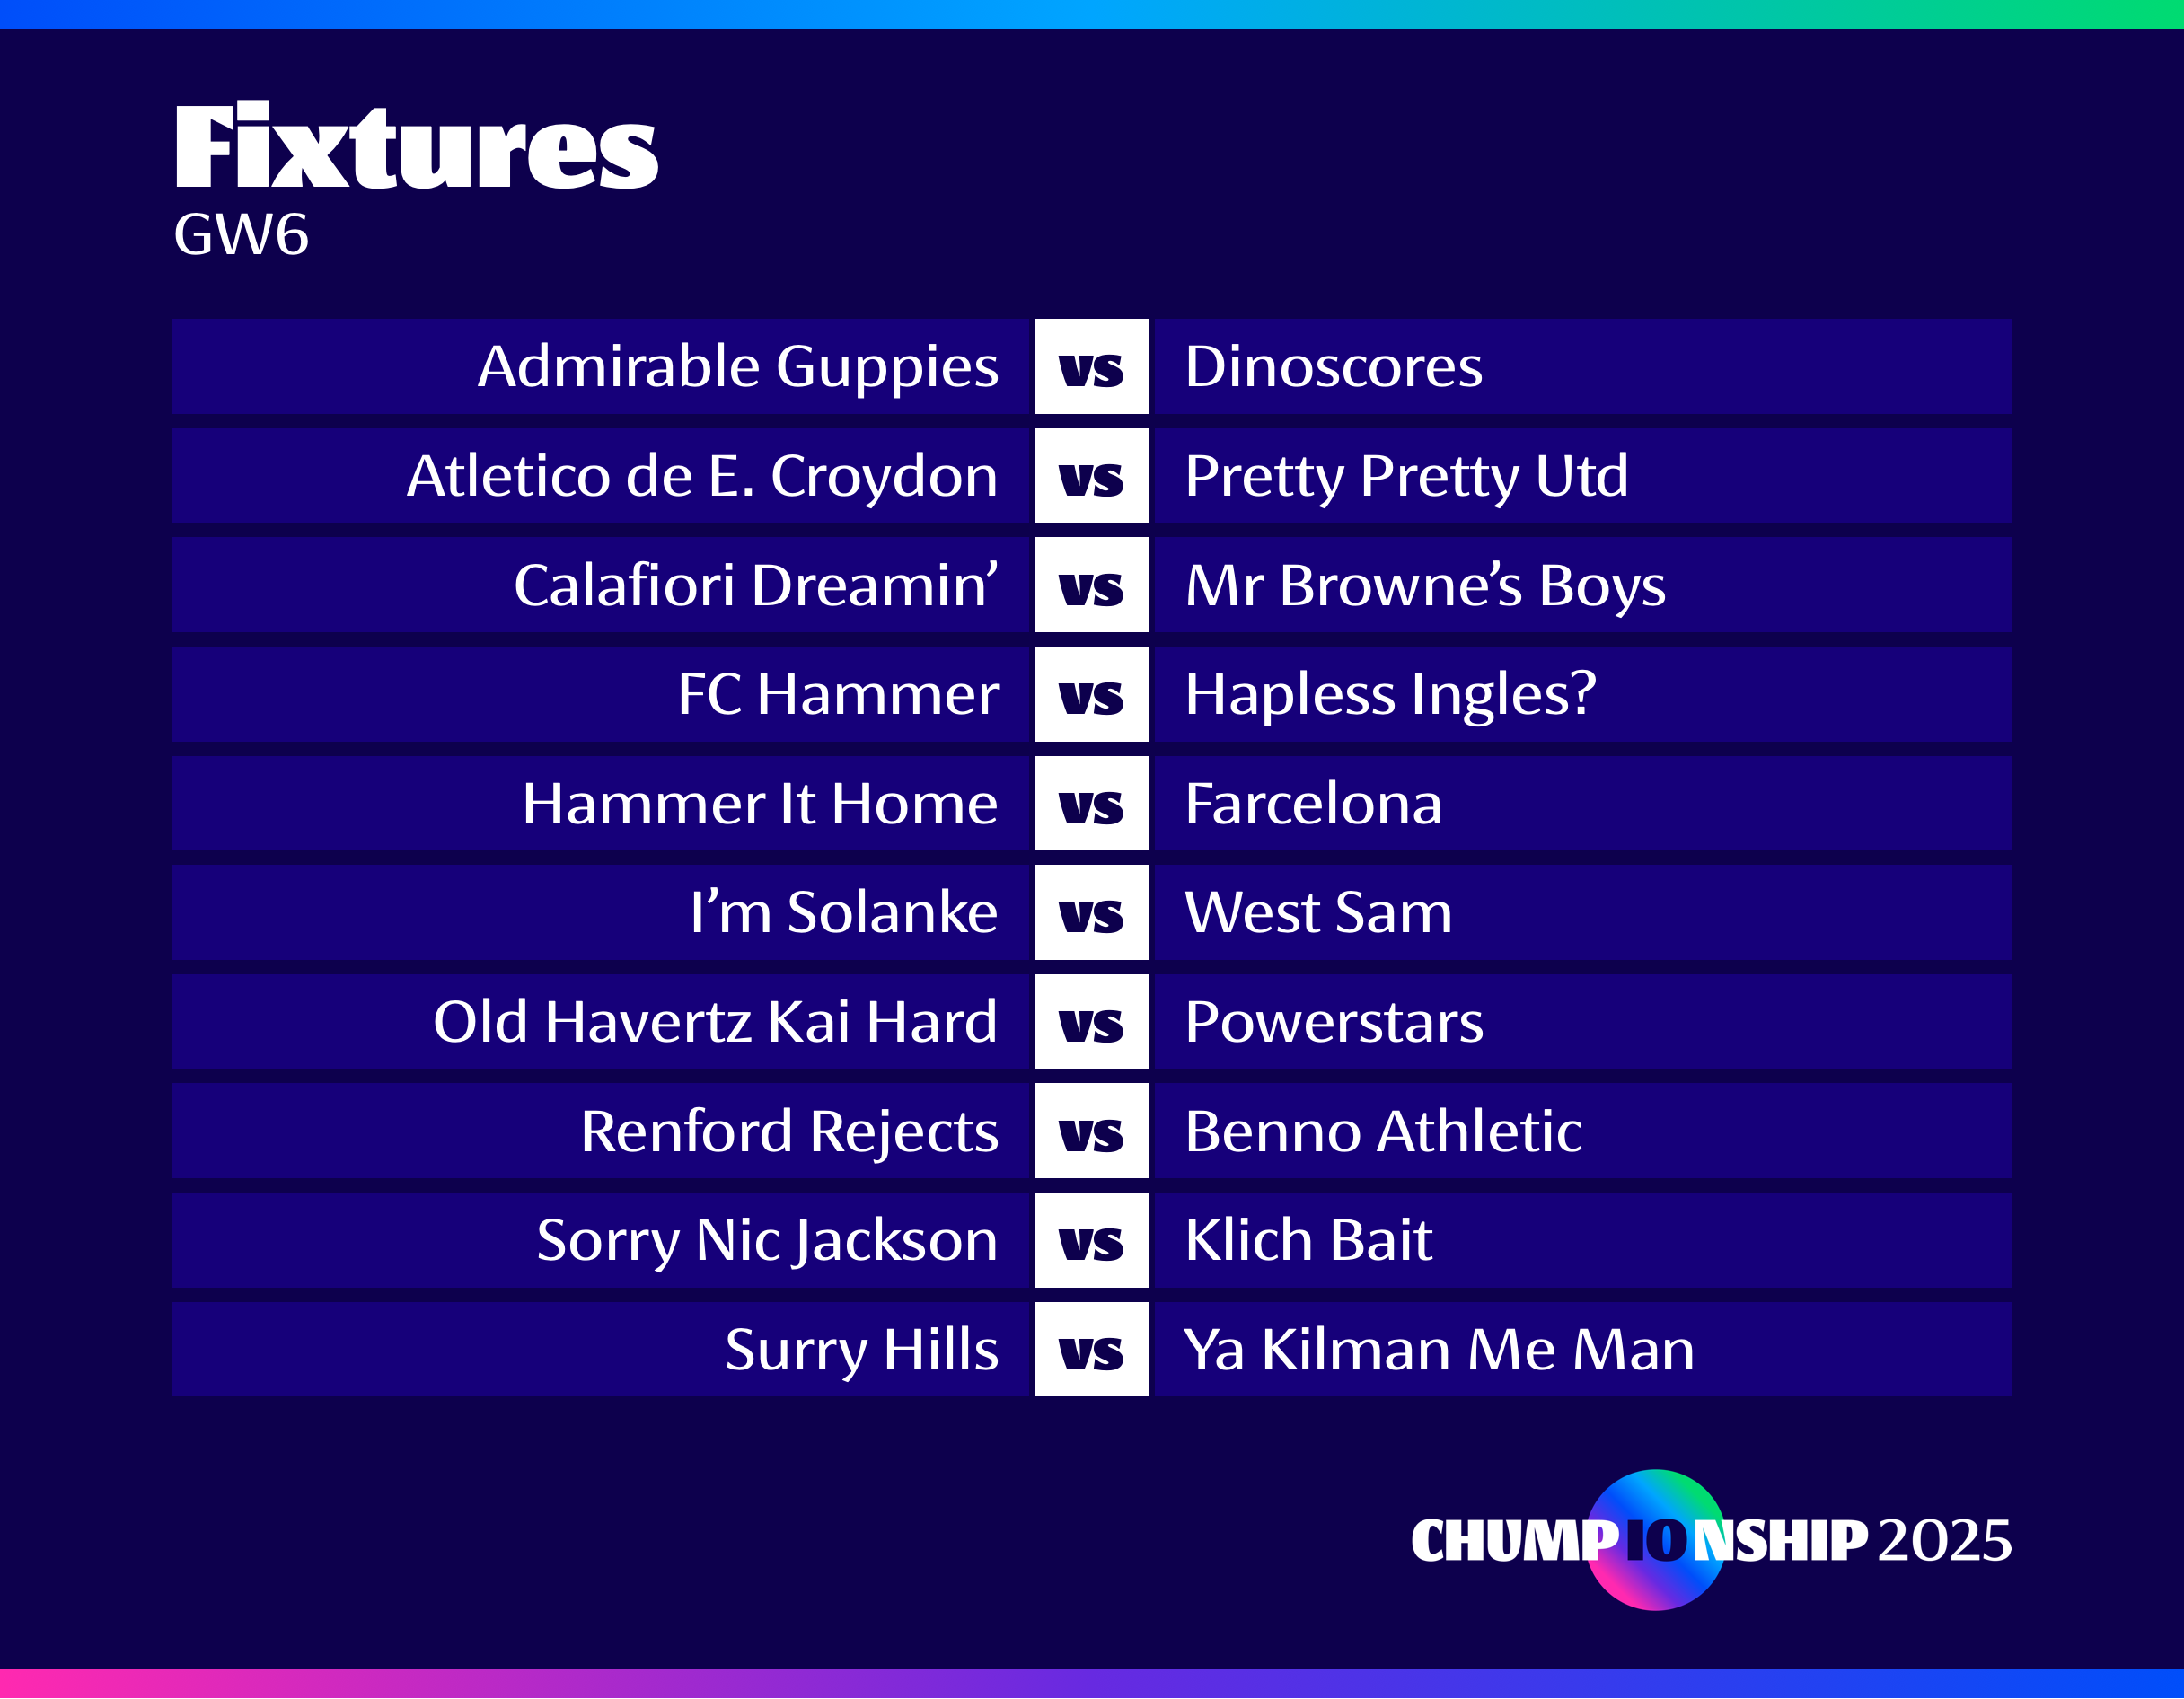 Fixtures
GW6
Admirable Guppies vs Dinoscores
Atletico de E. Croydon vs Pretty Pretty Utd
Calafiori Dreamin’ vs Mr Browne’s Boys
FC Hammer vs Hapless Ingles?
Hammer It Home vs Farcelona
I’m Solanke vs West Sam
Old Havertz Kai Hard vs Powerstars
Renford Rejects vs Benno Athletic
Sorry Nic Jackson vs Klich Bait
Surry Hills vs Ya Kilman Me Man
CHUMPIONSHIP 2025